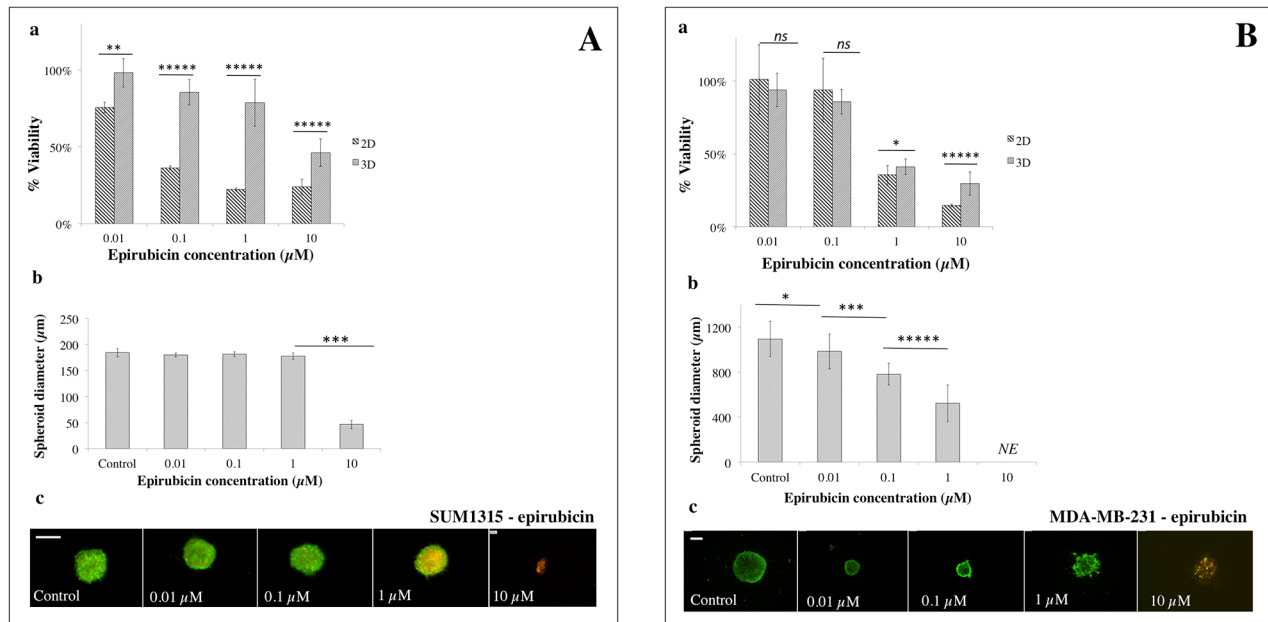 a
A
**
*****
*****
*****
100%
50%
0%
% Viability
2D
3D
0.01 0.1 1 10
Epirubicin concentration (µM)
b
250
200
150
100
50
0
Spheroid diameter (µm)
***
Control 0.01 0.1 1 10
Epirubicin concentration (µM)
c
SUM1315 - epirubicin
Control 0.01 µM 0.1 µM 1 µM 10 µM
a
B
ns
ns
*
*****
100%
50%
0%
% Viability
2D
3D
0.01 0.1 1 10
Epirubicin concentration (µM)
b
1200
800
400
0
Spheroid diameter (µm)
*
***
*****
NE
Control 0.01 0.1 1 10
Epirubicin concentration (µM)
c
MDA-MB-231 - epirubicin
Control 0.01 µM 0.1 µM 1 µM 10 µM